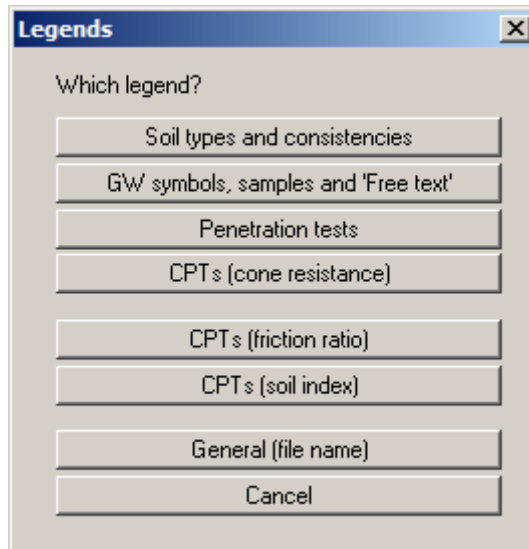 Legends
Which legend?
Soil types and consistencies
GW symbols, samples and 'Free text'
Penetration tests
CPTs (cone resistance)
CPTs (friction ratio)
CPTs (soil index)
General (file name)
Cancel